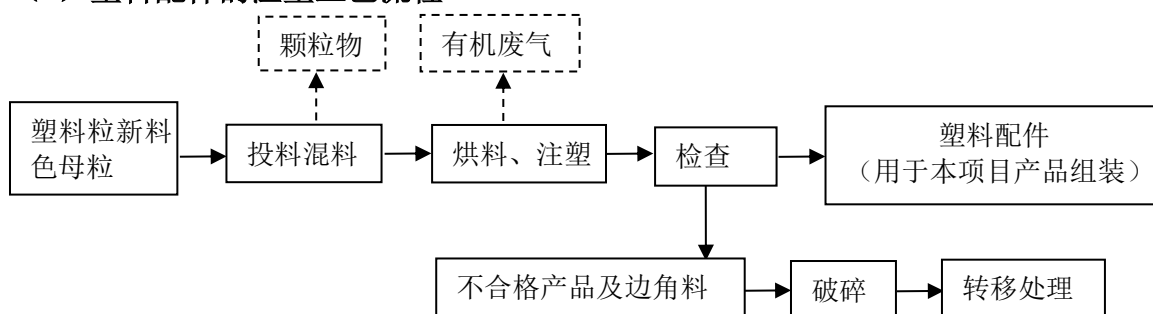 颗粒物
有机废气
塑料粒新料
色母粒
投料混料
烘料、注塑
检查
塑料配件
（用于本项目产品组装）
不合格产品及边角料
破碎
转移处理